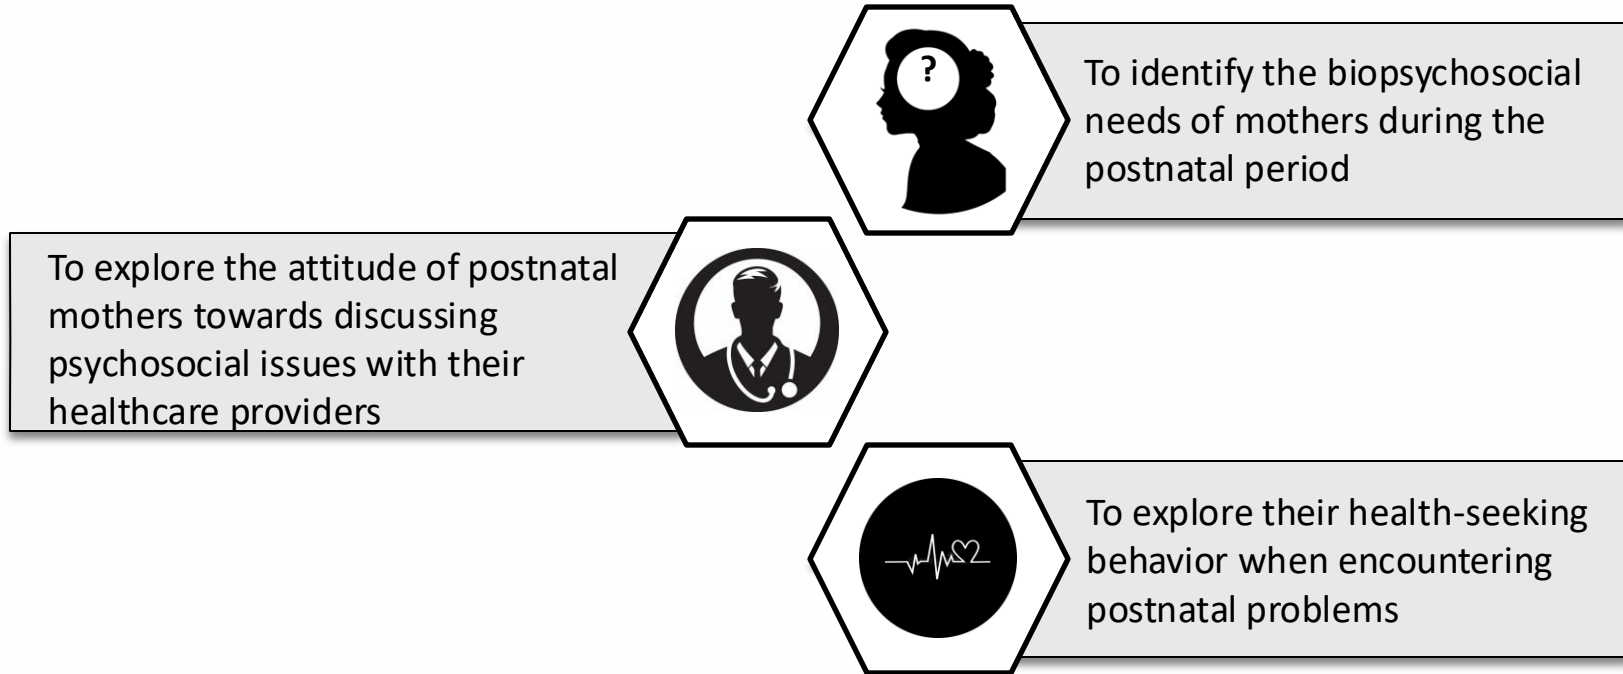 ?
To identify the biopsychosocial
needs of mothers during the
postnatal period
To explore the attitude of postnatal
mothers towards discussing
psychosocial issues with their
healthcare providers
To explore their health-seeking
behavior when encountering
postnatal problems